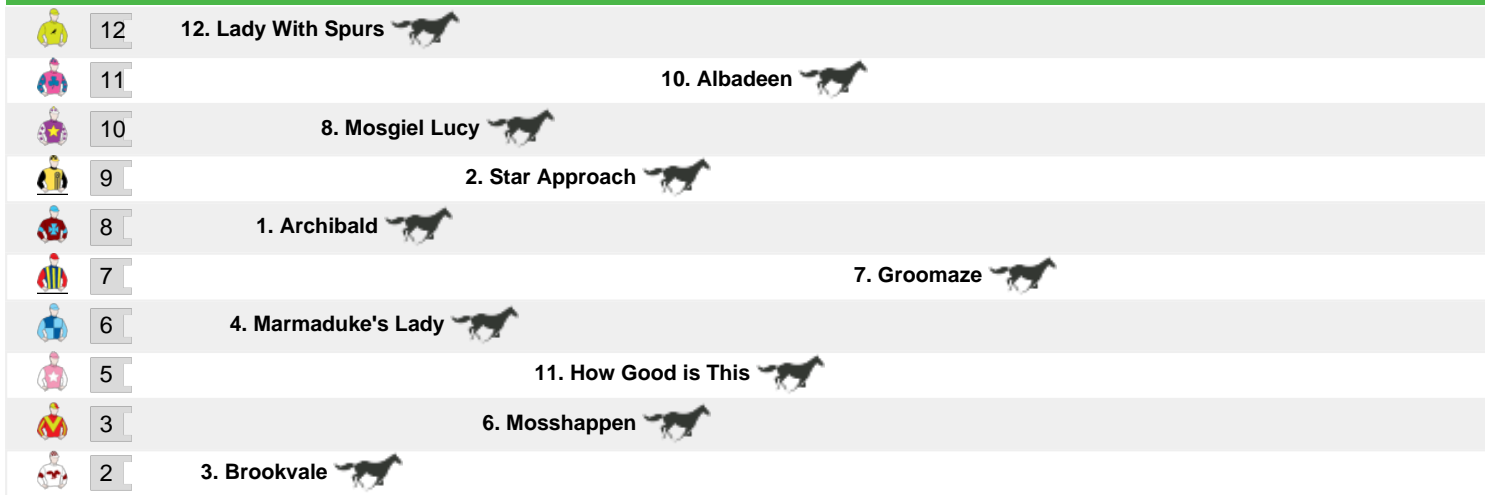 12 12. Lady With Spurs
11 10. Albadeen
10 8. Mosgiel Lucy
9 2. Star Approach
8 1. Archibald
7 7. Groomaze
6 4. Marmaduke's Lady
5 11. How Good is This
3 6. Mosshappen
2 3. Brookvale